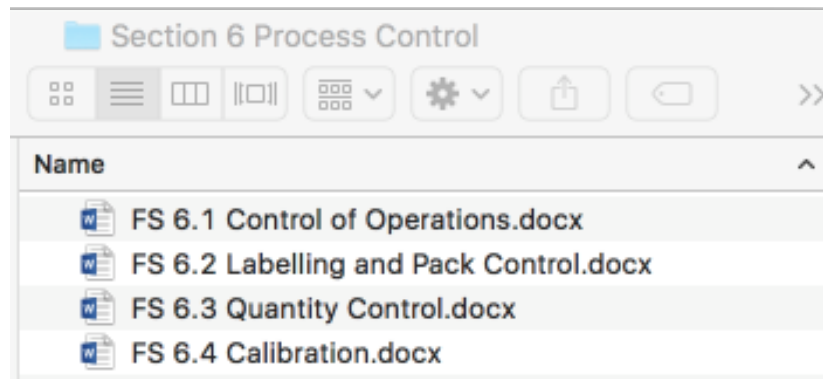 Section 6 Process Control
Name
FS 6.1 Control of Operations.docx
FS 6.2 Labelling and Pack Control.docx
FS 6.3 Quantity Control.docx
FS 6.4 Calibration.docx